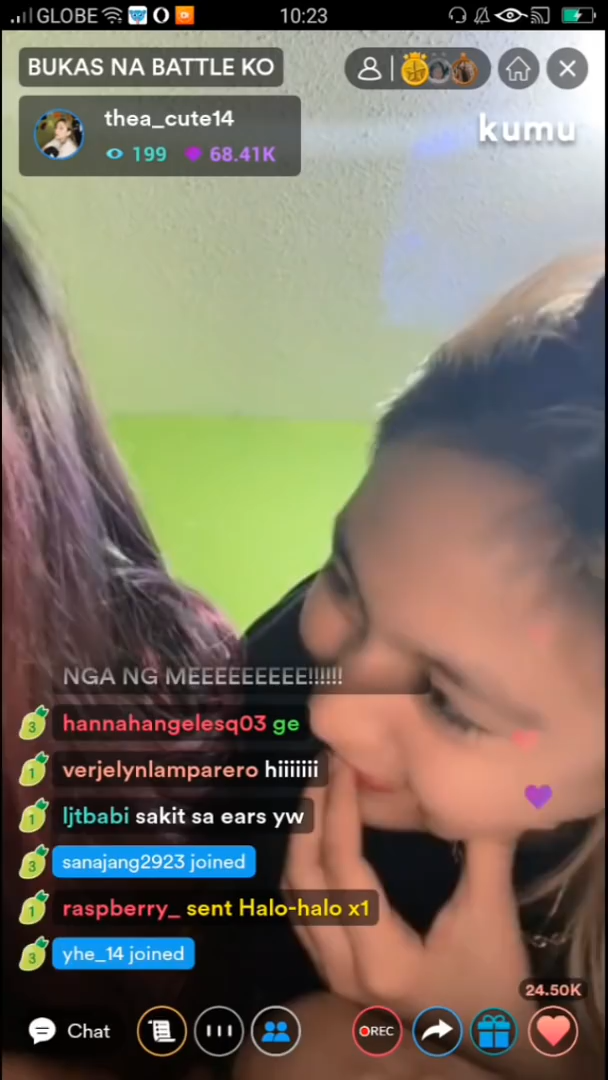 GLOBE
10:23
BUKAS NA BATTLE KO
thea_cute14
199 68.41K
kumu
NGA NG MEEEEEEEEE!!!!!!
3 hannahangelesq03 ge
1 verjelynlamparero hiiiiiii
1 ljtbabi sakit sa ears yw
3 sanajang2923 joined
1 raspberry_ sent Halo-halo x1
3 yhe_14 joined
24.50K
Chat
REC